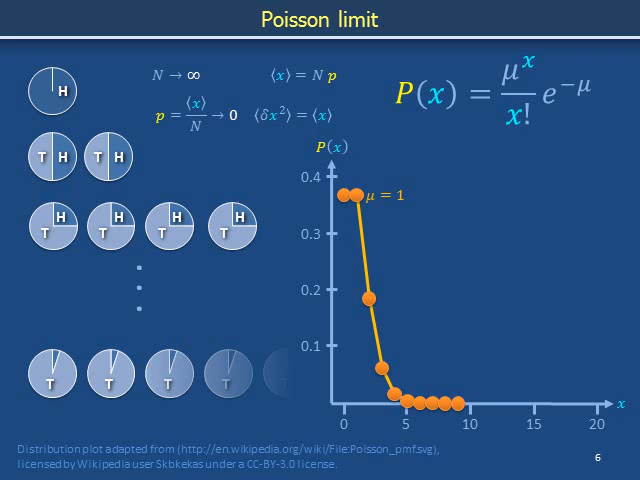 Poisson limit
H
N → ∞
⟨x⟩ = N p
p = ⟨x⟩/N → 0
⟨δx²⟩ = ⟨x⟩
P(x) = μ^x/x! e^−μ
T H T H
P(x)
0.4
μ = 1
H H H H
T T T T
0.3
0.2
0.1
T T T T
0 5 10 15 20
x
Distribution plot adapted from (http://en.wikipedia.org/wiki/File:Poisson_pmf.svg),
licensed by Wikipedia user Skbkekas under a CC-BY-3.0 license.
6